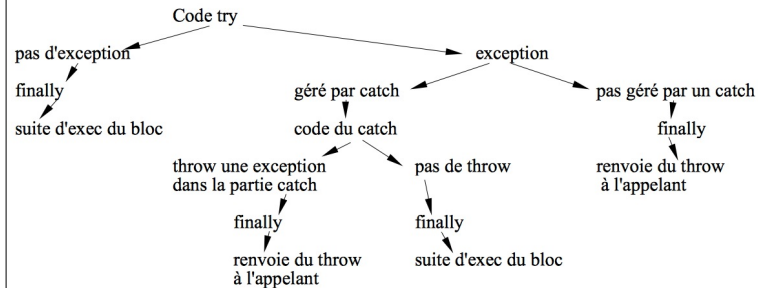 Code try
pas d'exception
exception
finally
géré par catch
pas géré par un catch
suite d'exec du bloc
code du catch
finally
throw une exception
dans la partie catch
pas de throw
renvoie du throw
à l'appelant
finally
finally
renvoie du throw
à l'appelant
suite d'exec du bloc